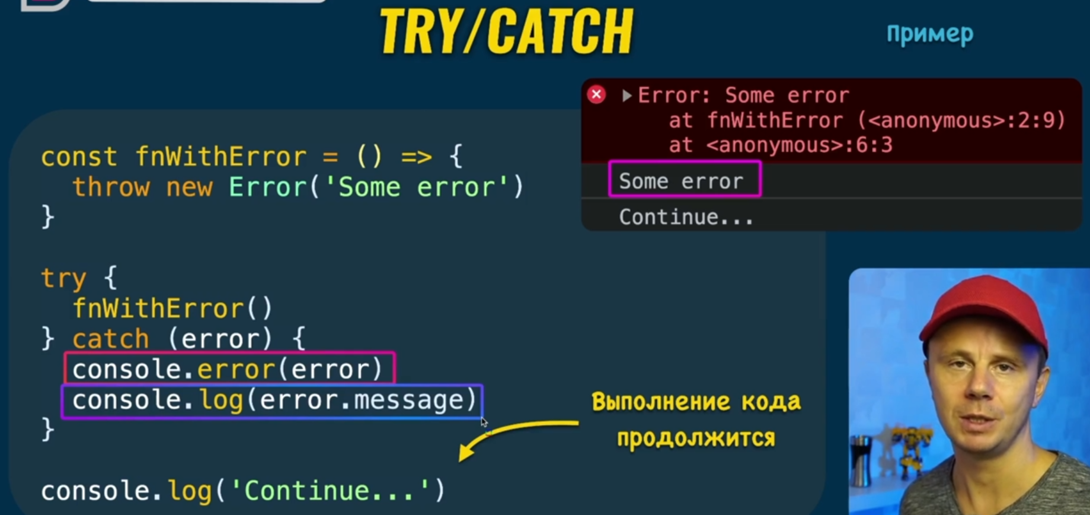 TRY/CATCH
Пример
const fnWithError = () => {
throw new Error('Some error')
}
try {
fnWithError()
} catch (error) {
console.error(error)
console.log(error.message)
}
console.log('Continue...')
Error: Some error
at fnWithError (<anonymous>:2:9)
at <anonymous>:6:3
Some error
Continue...
Выполнение кода
продолжится